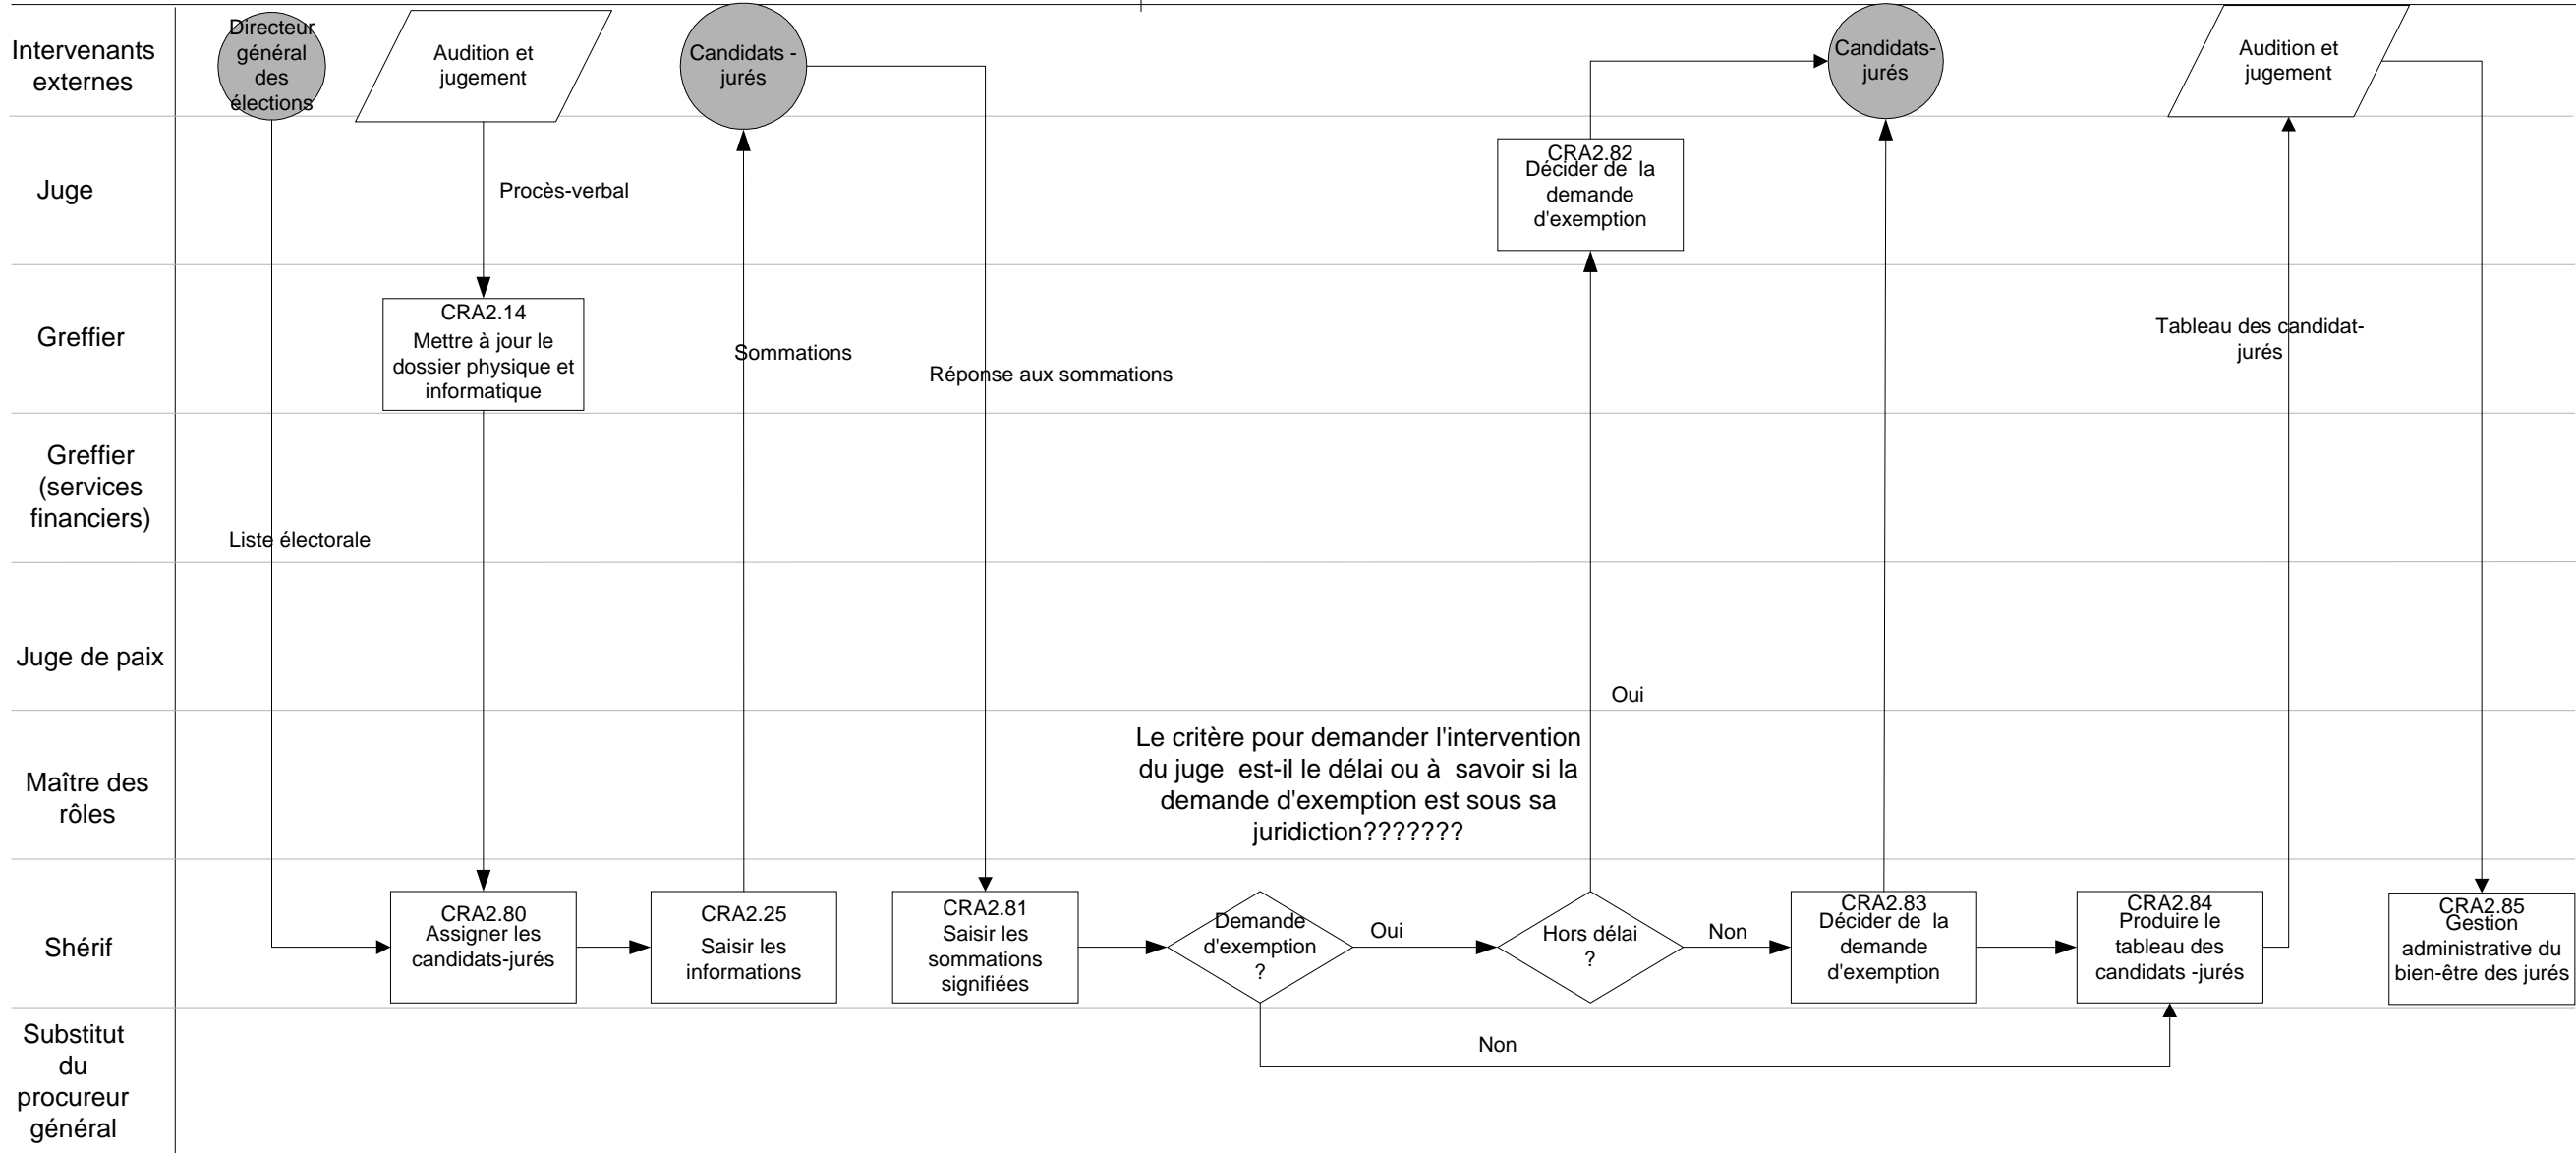 Intervenants
externes
Directeur
général
des
élections
Audition et
jugement
Candidats -
jurés
Candidats-
jurés
Audition et
jugement
Juge
Procès-verbal
CRA2.82
Décider de la
demande
d'exemption
Greffier
CRA2.14
Mettre à jour le
dossier physique et
informatique
Sommations
Réponse aux sommations
Tableau des candidat-
jurés
Greffier
(services
financiers)
Liste électorale
Juge de paix
Oui
Maître des
rôles
Le critère pour demander l'intervention
du juge est-il le délai ou à savoir si la
demande d'exemption est sous sa
juridiction???????
Shérif
CRA2.80
Assigner les
candidats-jurés
CRA2.25
Saisir les
informations
CRA2.81
Saisir les
sommations
signifiées
Demande
d'exemption
?
Oui
Hors délai
?
Non
CRA2.83
Décider de la
demande
d'exemption
CRA2.84
Produire le
tableau des
candidats -jurés
CRA2.85
Gestion
administrative du
bien-être des jurés
Substitut
du
procureur
général
Non